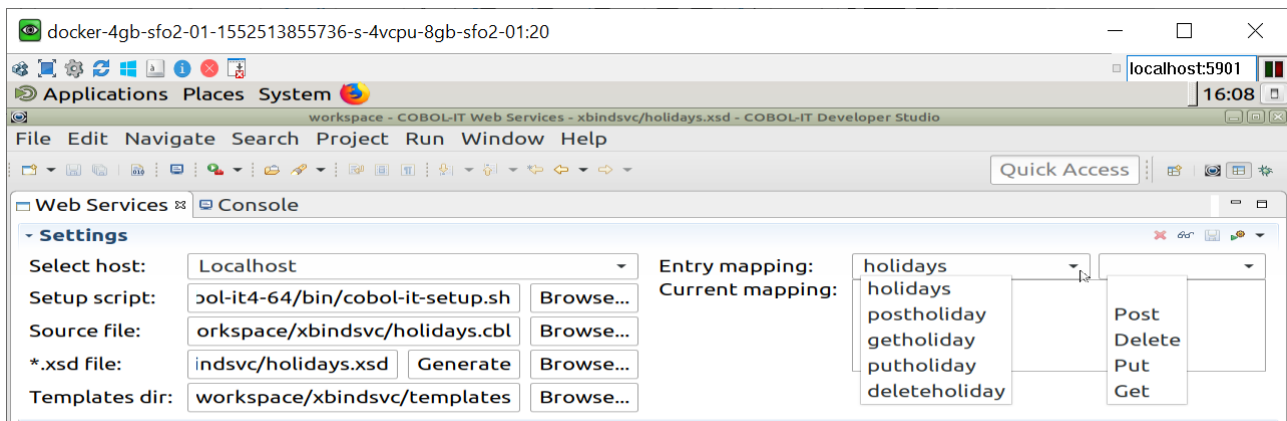 docker-4gb-sfo2-01-1552513855736-s-4vcpu-8gb-sfo2-01:20
localhost:5901
Applications Places System 16:08
workspace - COBOL-IT Web Services - xbindsvc/holidays.xsd - COBOL-IT Developer Studio
File Edit Navigate Search Project Run Window Help
Quick Access
Web Services Console
Settings
Select host: Localhost Entry mapping: holidays
Setup script: ool-it4-64/bin/cobol-it-setup.sh Browse... Current mapping: holidays
postholiday Post
Source file: orkspace/xbindsvc/holidays.cbl Browse... getholiday Delete
*.xsd file: indsvc/holidays.xsd Generate Browse... putholiday Put
Templates dir: workspace/xbindsvc/templates Browse... deleteholiday Get